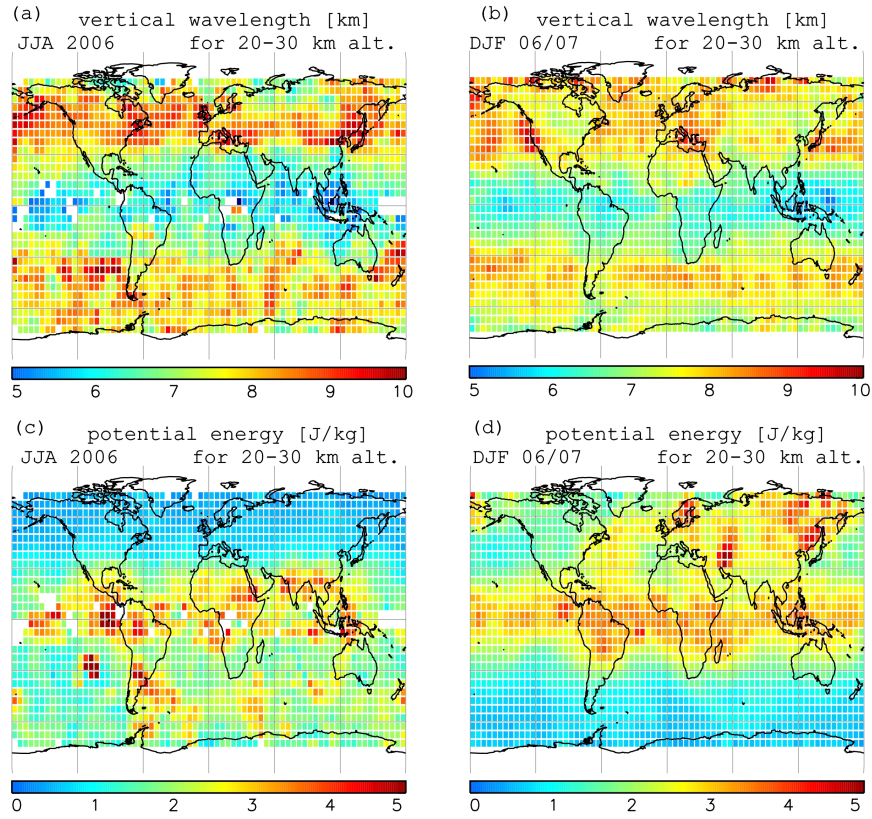 (a)
vertical wavelength [km]
JJA 2006 for 20-30 km alt.
5 6 7 8 9 10
(b)
vertical wavelength [km]
DJF 06/07 for 20-30 km alt.
5 6 7 8 9 10
(c)
potential energy [J/kg]
JJA 2006 for 20-30 km alt.
0 1 2 3 4 5
(d)
potential energy [J/kg]
DJF 06/07 for 20-30 km alt.
0 1 2 3 4 5